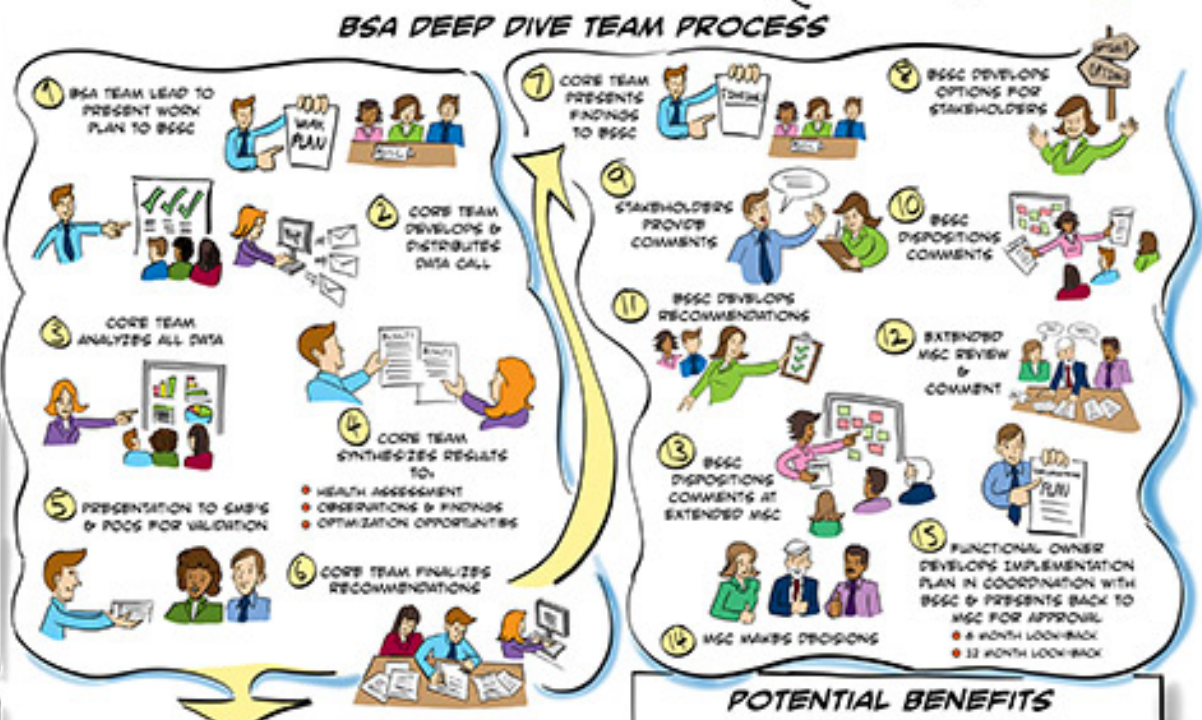 BSA DEEP DIVE TEAM PROCESS
1
BSA TEAM LEAD TO
PRESENT WORK
PLAN TO BSSC
WORK
PLAN
2
CORE TEAM
DEVELOPS &
DISTRIBUTES
DATA CALL
3
CORE TEAM
ANALYZES ALL DATA
RESULTS
RESULTS
4
CORE TEAM
SYNTHESIZES RESULTS
TO:
HEALTH ASSESSMENT
OBSERVATIONS & FINDINGS
OPTIMIZATION OPPORTUNITIES
5
PRESENTATION TO SME'S
& POCS FOR VALIDATION
6
CORE TEAM FINALIZES
RECOMMENDATIONS
7
CORE TEAM
PRESENTS
FINDINGS
TO BSSC
8
BSSC DEVELOPS
OPTIONS FOR
STAKEHOLDERS
9
STAKEHOLDERS
PROVIDE
COMMENTS
10
BSSC
DISPOSITIONS
COMMENTS
11
BSSC DEVELOPS
RECOMMENDATIONS
12
EXTENDED
MSC REVIEW
&
COMMENT
13
BSSC
DISPOSITIONS
COMMENTS AT
EXTENDED MSC
14
MSC MAKES DECISIONS
PLAN
15
FUNCTIONAL OWNER
DEVELOPS IMPLEMENTATION
PLAN IN COORDINATION WITH
BSSC & PRESENTS BACK TO
MSC FOR APPROVAL
6 MONTH LOOK-BACK
12 MONTH LOOK-BACK
POTENTIAL BENEFITS